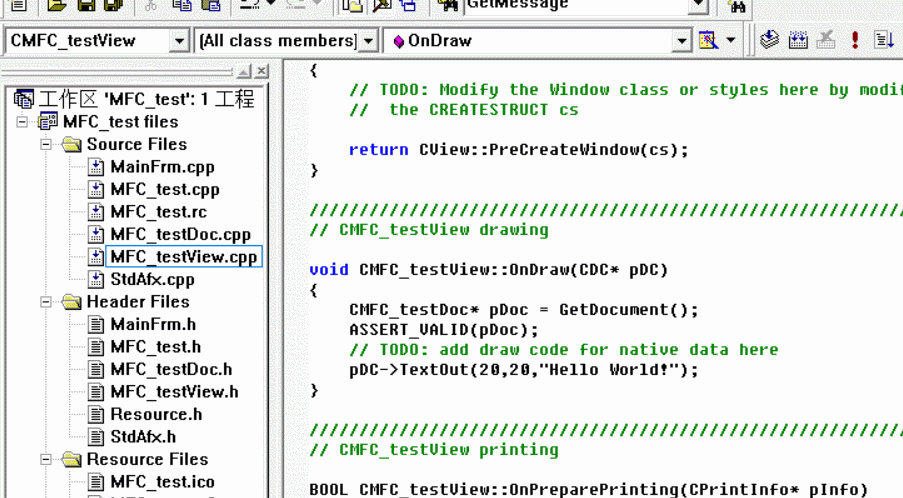 GetMessage
CMFC_testView
[All class members]
OnDraw
工作区 'MFC_test': 1 工程
MFC_test files
Source Files
MainFrm.cpp
MFC_test.cpp
MFC_test.rc
MFC_testDoc.cpp
MFC_testView.cpp
StdAfx.cpp
Header Files
MainFrm.h
MFC_test.h
MFC_testDoc.h
MFC_testView.h
Resource.h
StdAfx.h
Resource Files
MFC_test.ico
{
// TODO: Modify the Window class or styles here by modif
//  the CREATESTRUCT cs
return CView::PreCreateWindow(cs);
}
////////////////////////////////////////////////////////////
// CMFC_testView drawing
void CMFC_testView::OnDraw(CDC* pDC)
{
CMFC_testDoc* pDoc = GetDocument();
ASSERT_VALID(pDoc);
// TODO: add draw code for native data here
pDC->TextOut(20,20,"Hello World!");
}
////////////////////////////////////////////////////////////
// CMFC_testView printing
BOOL CMFC_testView::OnPreparePrinting(CPrintInfo* pInfo)